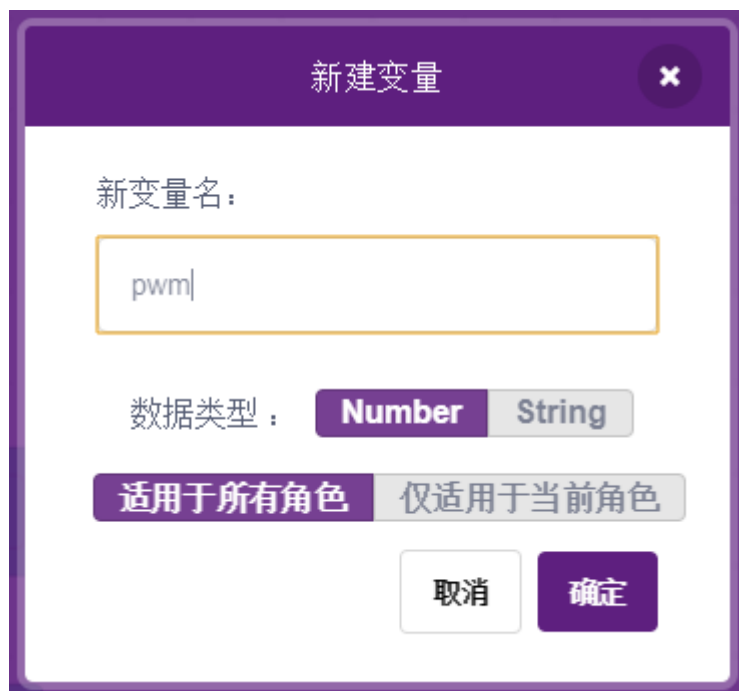 新建变量
新变量名：
pwm
数据类型： Number String
适用于所有角色 仅适用于当前角色
取消 确定